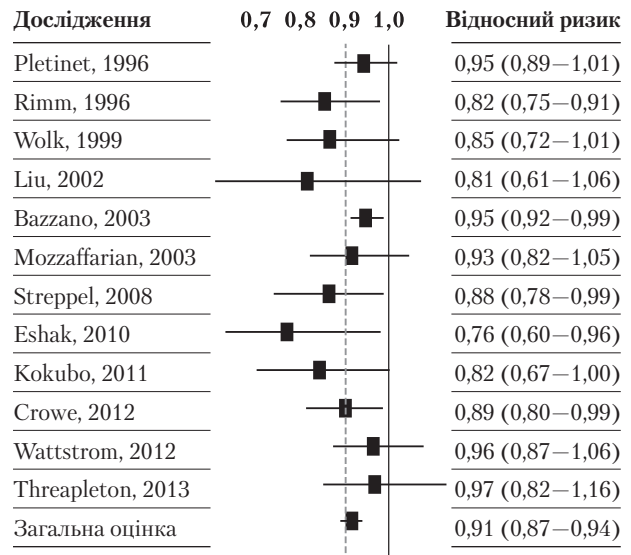 Дослідження 0,7 0,8 0,9 1,0 Відносний ризик
Pletinet, 1996 0,95 (0,89—1,01)
Rimm, 1996 0,82 (0,75—0,91)
Wolk, 1999 0,85 (0,72—1,01)
Liu, 2002 0,81 (0,61—1,06)
Bazzano, 2003 0,95 (0,92—0,99)
Mozzaffarian, 2003 0,93 (0,82—1,05)
Streppel, 2008 0,88 (0,78—0,99)
Eshak, 2010 0,76 (0,60—0,96)
Kokubo, 2011 0,82 (0,67—1,00)
Crowe, 2012 0,89 (0,80—0,99)
Wattstrom, 2012 0,96 (0,87—1,06)
Threapleton, 2013 0,97 (0,82—1,16)
Загальна оцінка 0,91 (0,87—0,94)